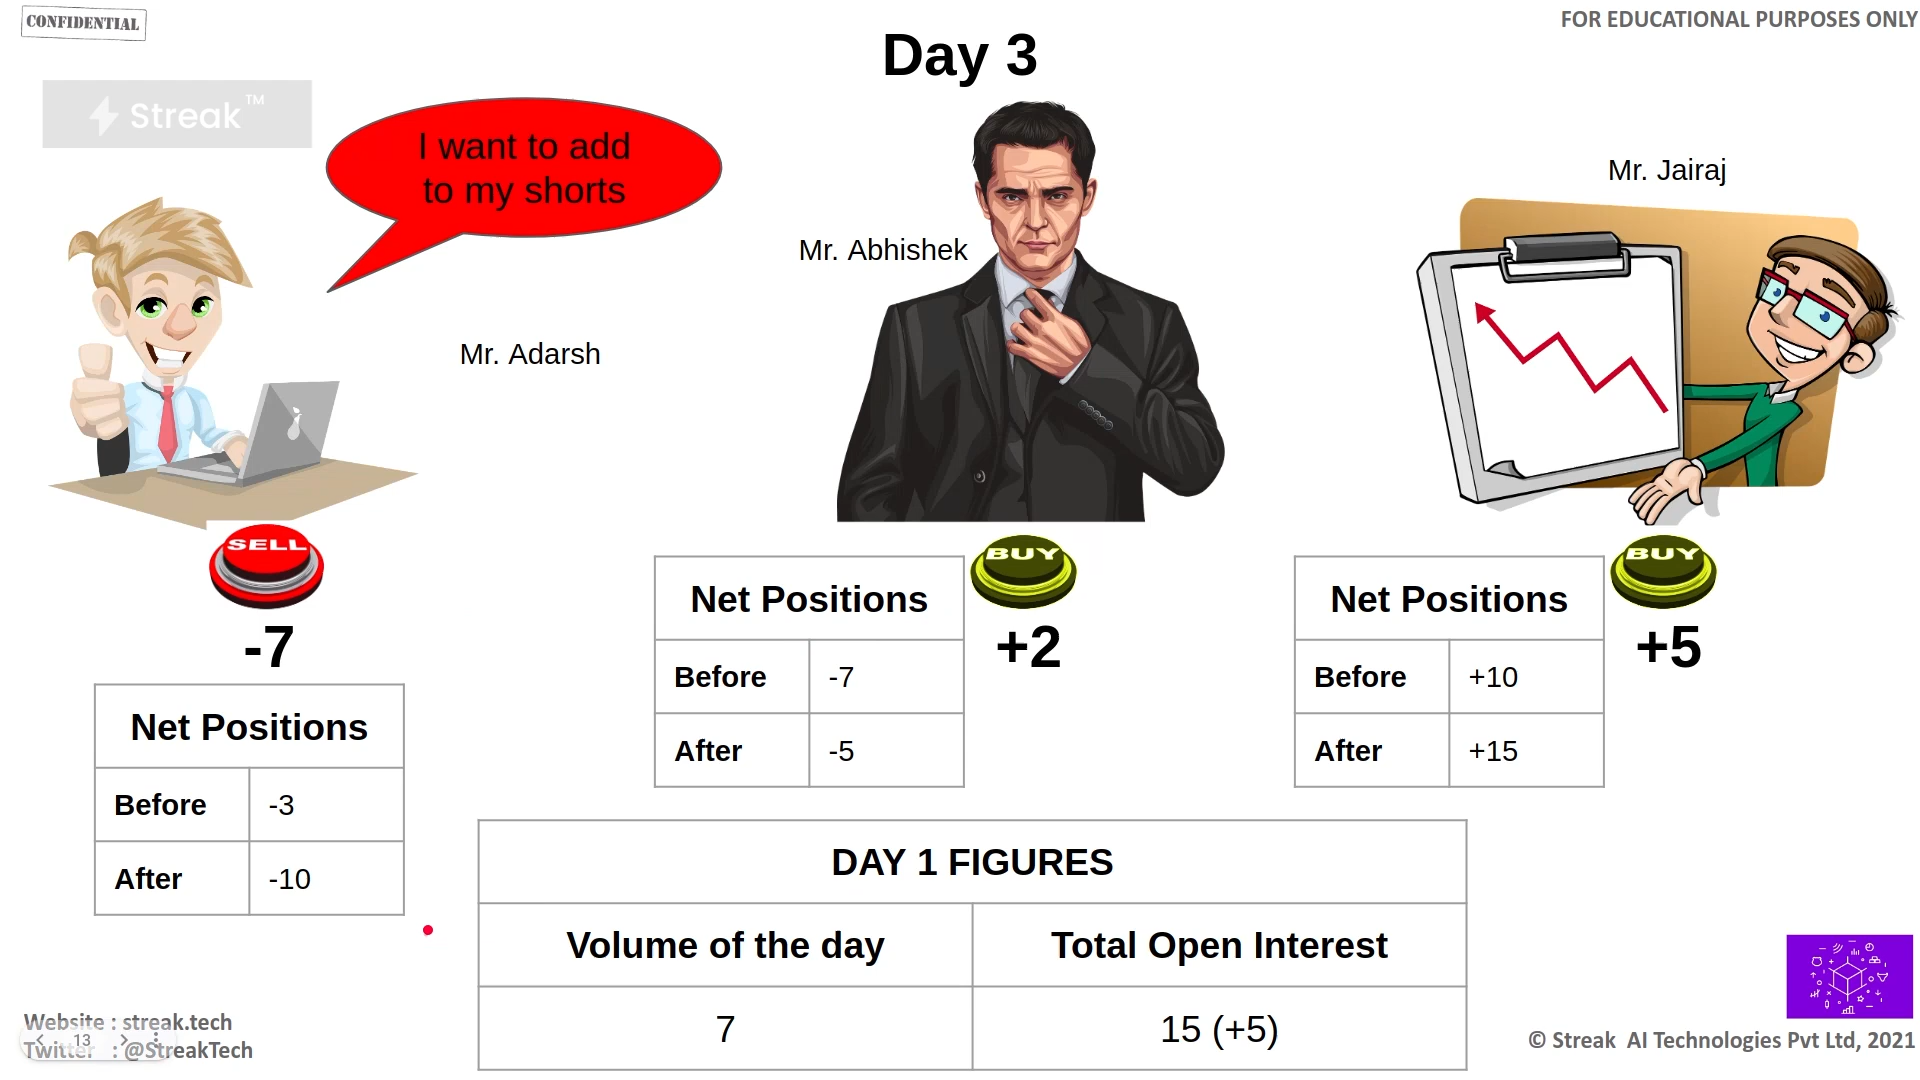 CONFIDENTIAL
FOR EDUCATIONAL PURPOSES ONLY
Day 3
Streak™
I want to add
to my shorts
Mr. Adarsh
Mr. Abhishek
Mr. Jairaj
SELL
-7
Net Positions
Before -3
After -10
BUY
+2
Net Positions
Before -7
After -5
BUY
+5
Net Positions
Before +10
After +15
DAY 1 FIGURES
Volume of the day Total Open Interest
7 15 (+5)
Website : streak.tech
13
Twitter : @StreakTech
© Streak AI Technologies Pvt Ltd, 2021